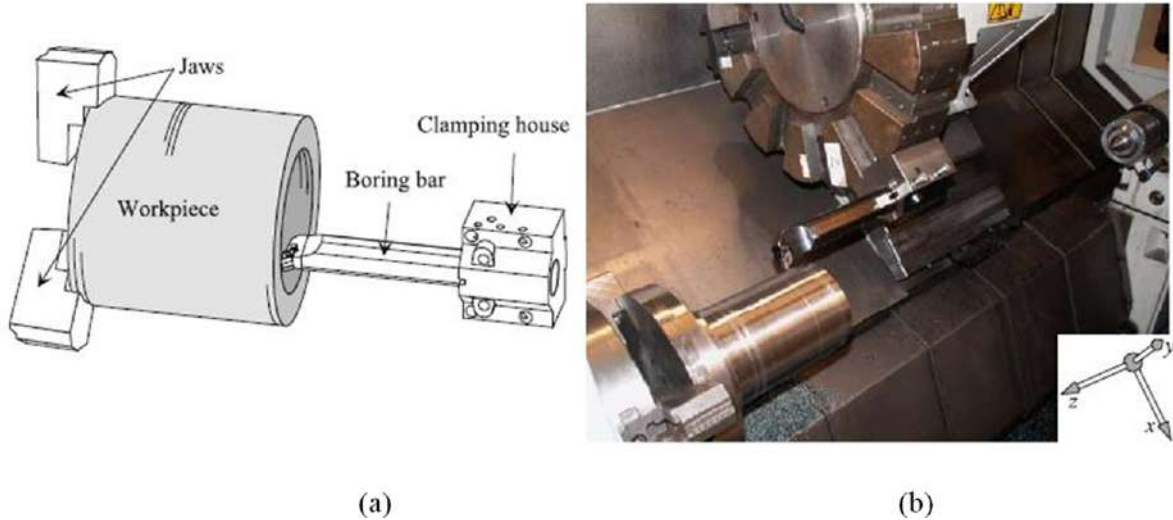 Jaws
Clamping house
Boring bar
Workpiece
y
z
x
(a)
(b)